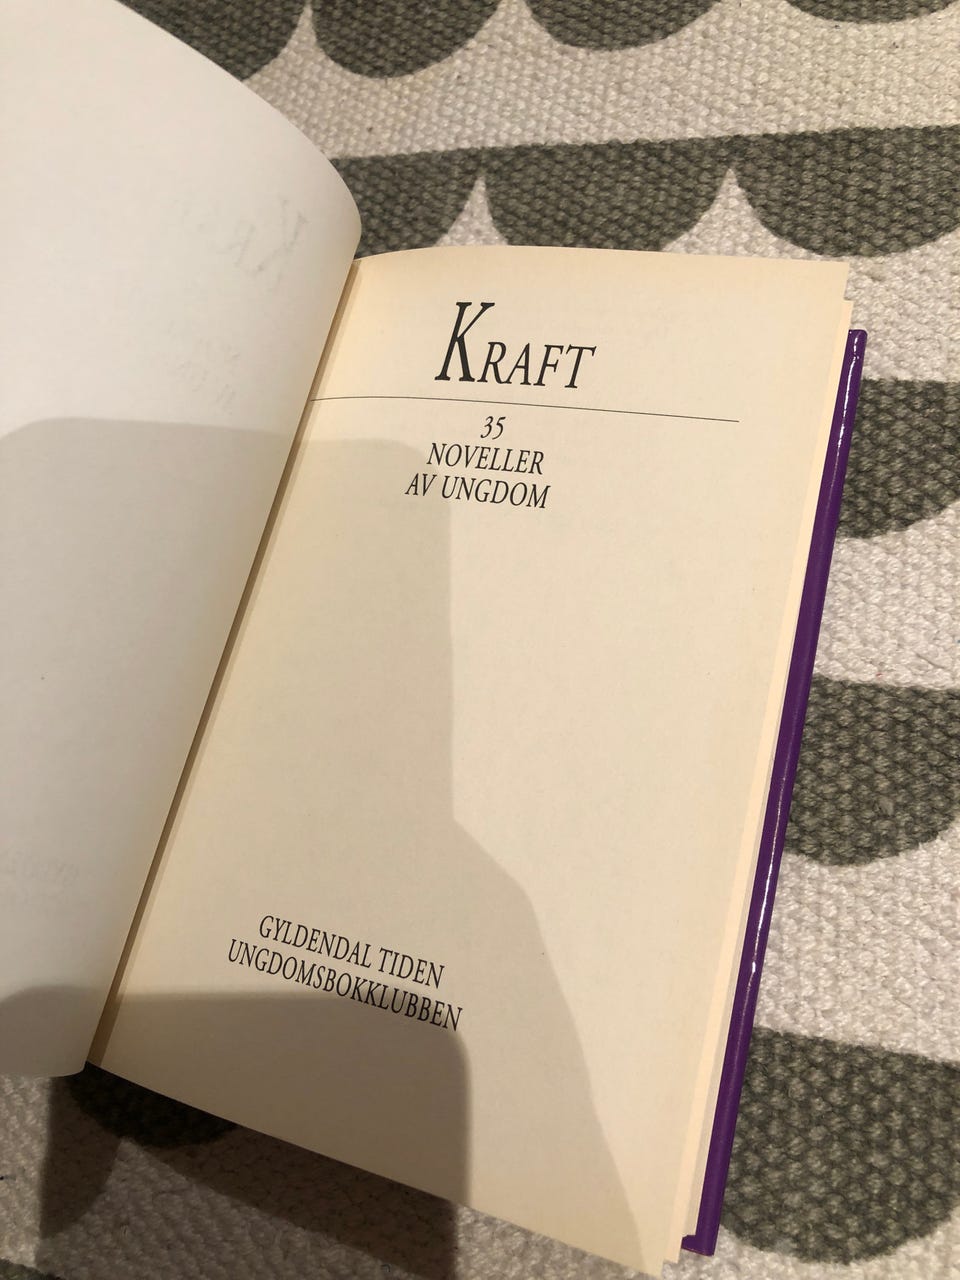 KRAFT
35
NOVELLER
AV UNGDOM
GYLDENDAL TIDEN
UNGDOMSBOKKLUBBEN